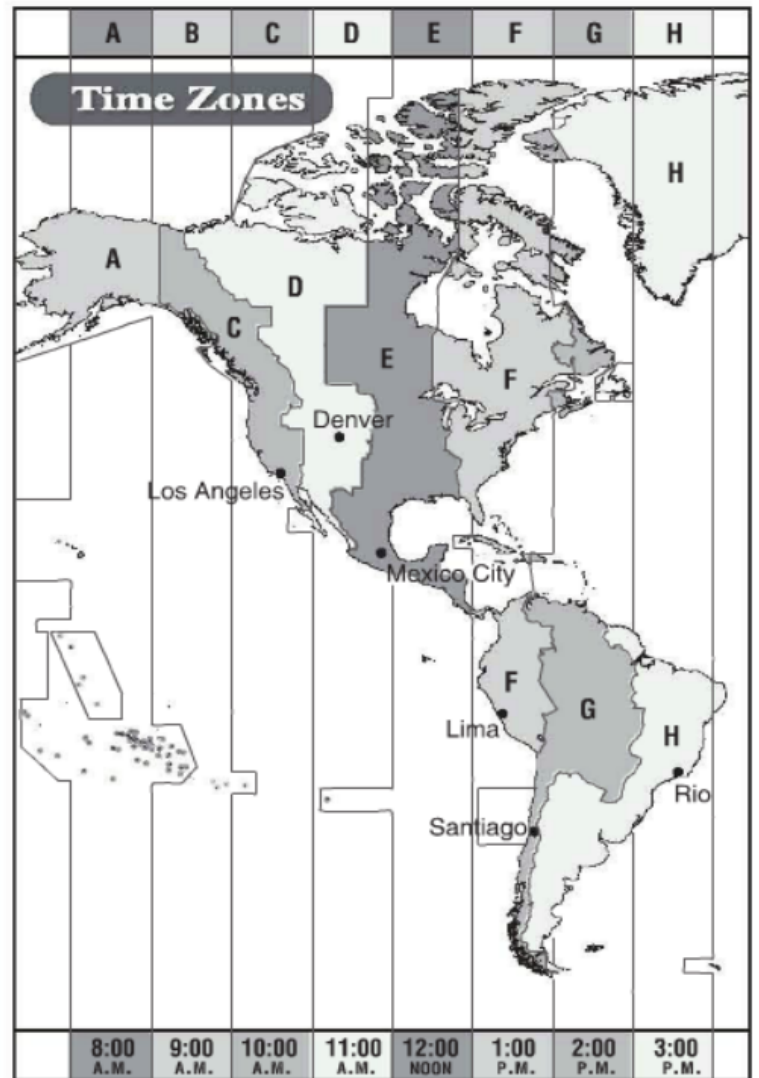 A B C D E F G H
Time Zones
H
A
D
C
E
F
Denver
Los Angeles
Mexico City
F
G
Lima
H
Rio
Santiago
8:00 9:00 10:00 11:00 12:00 1:00 2:00 3:00
A.M. A.M. A.M. A.M. NOON P.M. P.M. P.M.